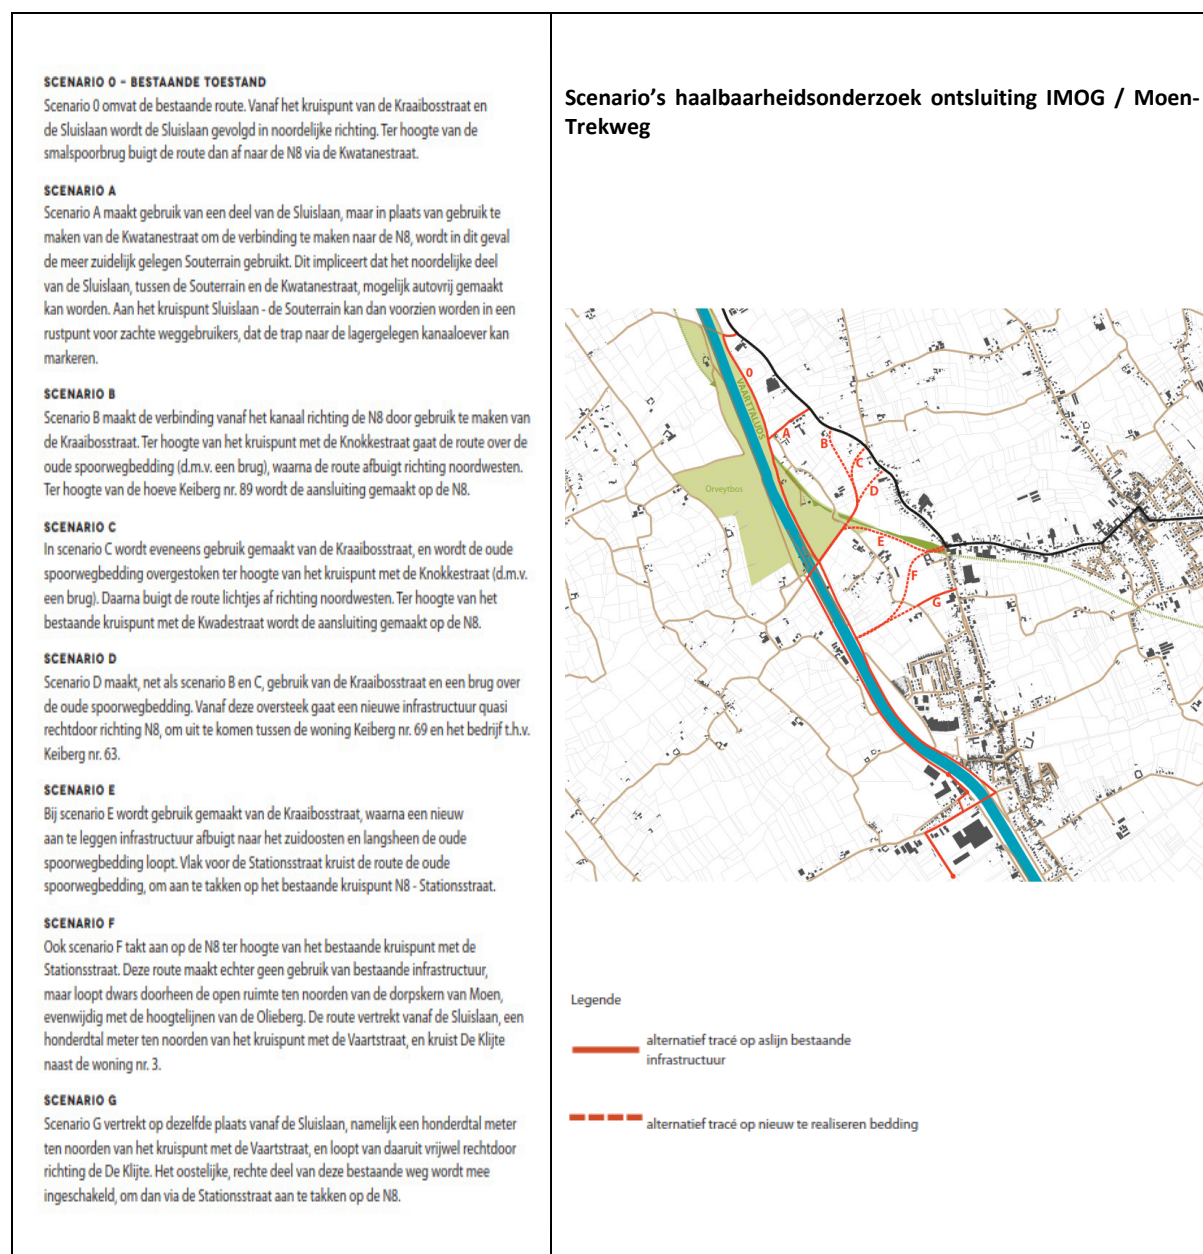 SCENARIO 0 – BESTAANDE TOESTAND
Scenario 0 omvat de bestaande route. Vanaf het kruispunt van de Kraaibosstraat en
de Sluislaan wordt de Sluislaan gevolgd in noordelijke richting. Ter hoogte van de
smalspoorbrug buigt de route dan af naar de N8 via de Kwatanestraat.
SCENARIO A
Scenario A maakt gebruik van een deel van de Sluislaan, maar in plaats van gebruik te
maken van de Kwatanestraat om de verbinding te maken naar de N8, wordt in dit geval
de meer zuidelijk gelegen Souterrain gebruikt. Dit impliceert dat het noordelijke deel
van de Sluislaan, tussen de Souterrain en de Kwatanestraat, mogelijk autovrij gemaakt
kan worden. Aan het kruispunt Sluislaan - de Souterrain kan dan voorzien worden in een
rustpunt voor zachte weggebruikers, dat de trap naar de lagergelegen kanaaloever kan
markeren.
SCENARIO B
Scenario B maakt de verbinding vanaf het kanaal richting de N8 door gebruik te maken van
de Kraaibosstraat. Ter hoogte van het kruispunt met de Knokkestraat gaat de route over de
oude spoorwegbedding (d.m.v. een brug), waarna de route afbuigt richting noordwesten.
Ter hoogte van de hoeve Keiberg nr. 89 wordt de aansluiting gemaakt op de N8.
SCENARIO C
In scenario C wordt eveneens gebruik gemaakt van de Kraaibosstraat, en wordt de oude
spoorwegbedding overgestoken ter hoogte van het kruispunt met de Knokkestraat (d.m.v.
een brug). Daarna buigt de route lichtjes af richting noordwesten. Ter hoogte van het
bestaande kruispunt met de Kwadestraat wordt de aansluiting gemaakt op de N8.
SCENARIO D
Scenario D maakt, net als scenario B en C, gebruik van de Kraaibosstraat en een brug over
de oude spoorwegbedding. Vanaf deze oversteek gaat een nieuwe infrastructuur quasi
rechtdoor richting N8, om uit te komen tussen de woning Keiberg nr. 69 en het bedrijf t.h.v.
Keiberg nr. 63.
SCENARIO E
Bij scenario E wordt gebruik gemaakt van de Kraaibosstraat, waarna een nieuw
aan te leggen infrastructuur afbuigt naar het zuidoosten en langsheen de oude
spoorwegbedding loopt. Vlak voor de Stationsstraat kruist de route de oude
spoorwegbedding, om aan te takken op het bestaande kruispunt N8 - Stationsstraat.
SCENARIO F
Ook scenario F takt aan op de N8 ter hoogte van het bestaande kruispunt met de
Stationsstraat. Deze route maakt echter geen gebruik van bestaande infrastructuur,
maar loopt dwars doorheen de open ruimte ten noorden van de dorpskern van Moen,
evenwijdig met de hoogtelijnen van de Olieberg. De route vertrekt vanaf de Sluislaan, een
honderdtal meter ten noorden van het kruispunt met de Vaartstraat, en kruist De Klijte
naast de woning nr. 3.
SCENARIO G
Scenario G vertrekt op dezelfde plaats vanaf de Sluislaan, namelijk een honderdtal meter
ten noorden van het kruispunt met de Vaartstraat, en loopt van daaruit vrijwel rechtdoor
richting de De Klijte. Het oostelijke, rechte deel van deze bestaande weg wordt mee
ingeschakeld, om dan via de Stationsstraat aan te takken op de N8.
Scenario's haalbaarheidsonderzoek ontsluiting IMOG / Moen-
Trekweg
0
VAARTTALUDS
A
B
C
D
Orveytbos
E
F
G
Legende
alternatief tracé op aslijn bestaande
infrastructuur
alternatief tracé op nieuw te realiseren bedding